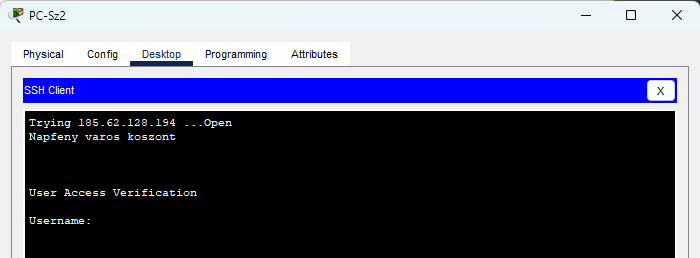 PC-Sz2
Physical Config Desktop Programming Attributes
SSH Client X
Trying 185.62.128.194 ...Open
Napfeny varos koszont
User Access Verification
Username: